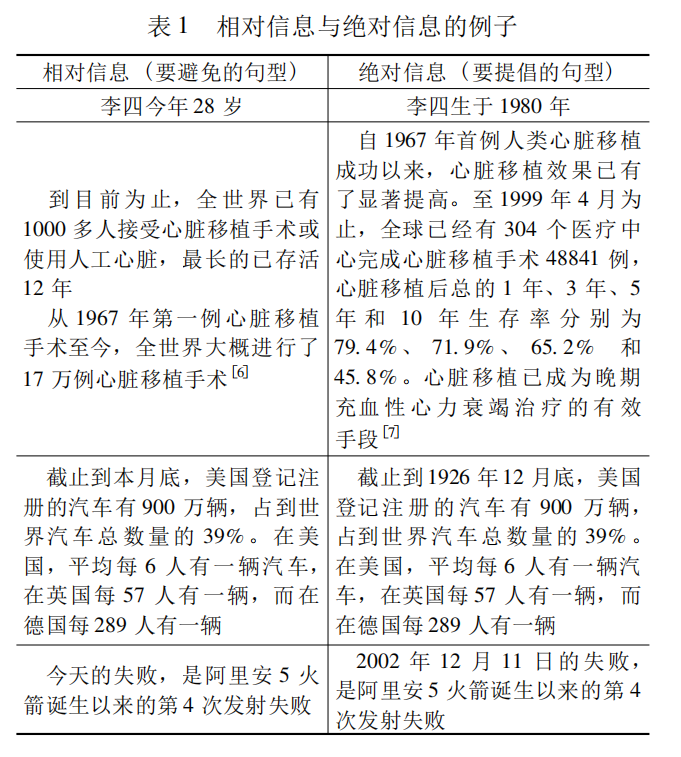 表 1 相对信息与绝对信息的例子
相对信息（要避免的句型）
绝对信息（要提倡的句型）
李四今年 28 岁
李四生于 1980 年
到目前为止，全世界已有
1000 多人接受心脏移植手术或
使用人工心脏，最长的已存活
12 年
从 1967 年第一例心脏移植
手术至今，全世界大概进行了
17 万例心脏移植手术[6]
自 1967 年首例人类心脏移植
成功以来，心脏移植效果已有
了显著提高。至 1999 年 4 月为
止，全球已经有 304 个医疗中
心完成心脏移植手术 48841 例，
心脏移植后总的 1 年、3 年、5
年和 10 年生存率分别为
79.4%、71.9%、65.2% 和
45.8%。心脏移植已成为晚期
充血性心力衰竭治疗的有效
手段[7]
截止到本月底，美国登记注
册的汽车有 900 万辆，占到世
界汽车总数量的 39%。在美
国，平均每 6 人有一辆汽车，
在英国每 57 人有一辆，而在
德国每 289 人有一辆
截止到 1926 年 12 月底，美国
登记注册的汽车有 900 万辆，
占到世界汽车总数量的 39%。
在美国，平均每 6 人有一辆汽
车，在英国每 57 人有一辆，而
在德国每 289 人有一辆
今天的失败，是阿里安 5 火
箭诞生以来的第 4 次发射失败
2002 年 12 月 11 日的失败，
是阿里安 5 火箭诞生以来的第 4
次发射失败